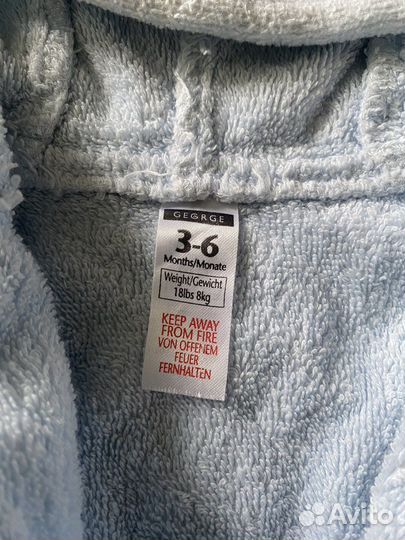 GEORGE
3-6
Months/Monate
Weight/Gewicht
18lbs 8kg
KEEP AWAY
FROM FIRE
VON OFFENEM
FEUER
FERNHALTEN
Avito